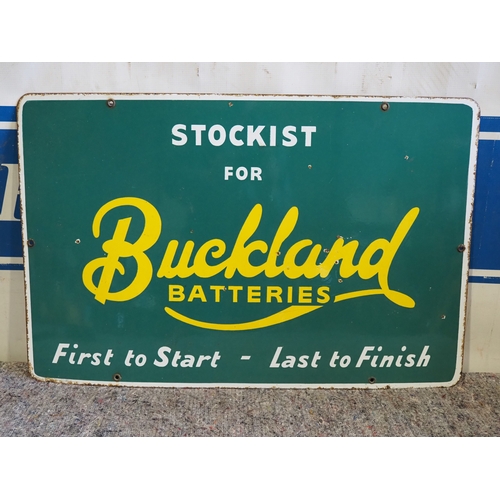 STOCKIST
FOR
Buckland
BATTERIES
First to Start - Last to Finish